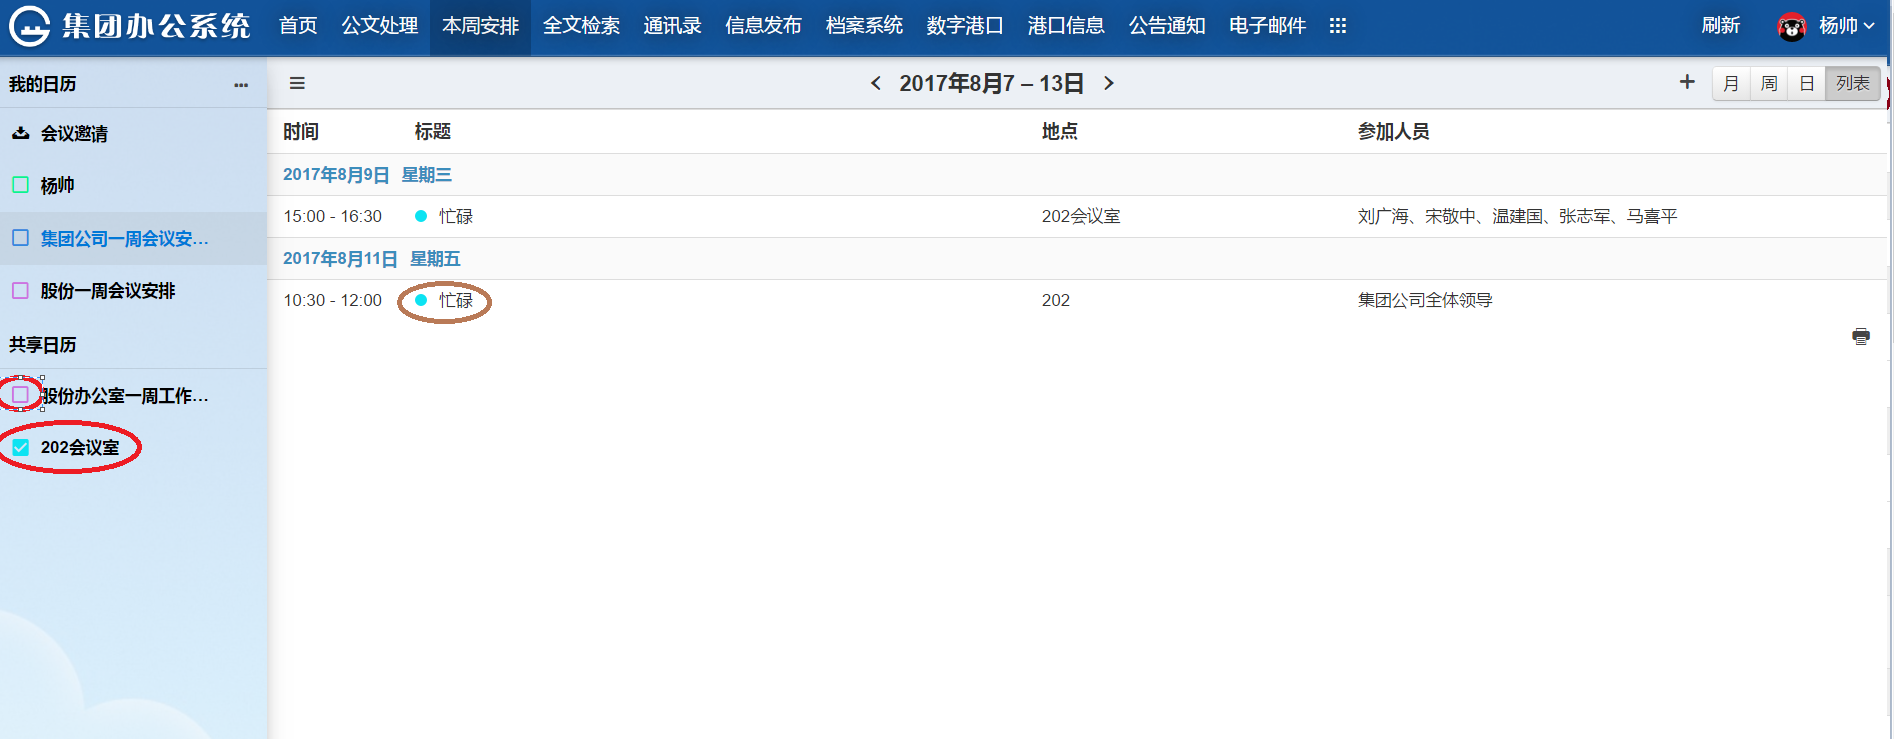 集团办公系统 首页 公文处理 本周安排 全文检索 通讯录 信息发布 档案系统 数字港口 港口信息 公告通知 电子邮件 刷新 杨帅
我的日历 ...
会议邀请
杨帅
集团公司一周会议安...
股份一周会议安排
共享日历
股份办公室一周工作...
202会议室
2017年8月7 – 13日 + 月 周 日 列表
时间 标题 地点 参加人员
2017年8月9日 星期三
15:00 - 16:30 忙碌 202会议室 刘广海、宋敬中、温建国、张志军、马喜平
2017年8月11日 星期五
10:30 - 12:00 忙碌 202 集团公司全体领导